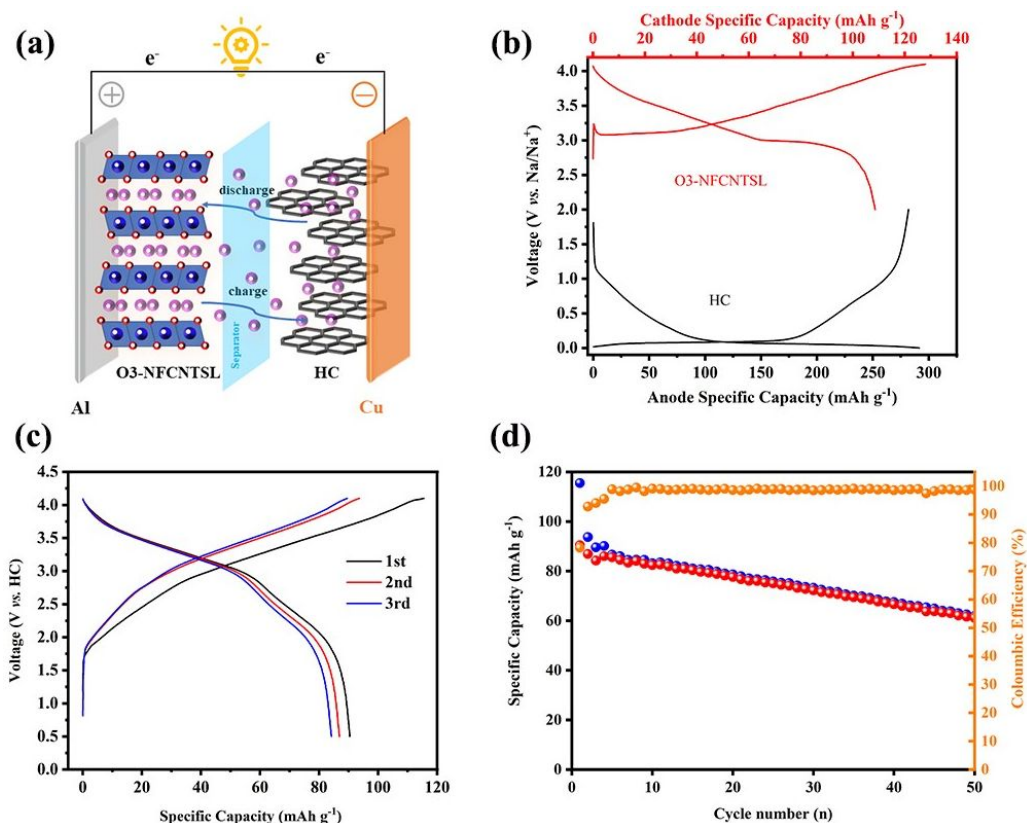 (a)
e⁻
e⁻
+
−
discharge
charge
Separator
O3-NFCNTSL
HC
Al
Cu
(b)
Cathode Specific Capacity (mAh g⁻¹)
0 20 40 60 80 100 120 140
Voltage (V vs. Na/Na⁺)
4.0
3.5
3.0
2.5
2.0
1.5
1.0
0.5
0.0
O3-NFCNTSL
HC
0 50 100 150 200 250 300
Anode Specific Capacity (mAh g⁻¹)
(c)
Voltage (V vs. HC)
4.5
4.0
3.5
3.0
2.5
2.0
1.5
1.0
0.5
0.0
1st
2nd
3rd
0 20 40 60 80 100 120
Specific Capacity (mAh g⁻¹)
(d)
Specific Capacity (mAh g⁻¹)
120
100
80
60
40
20
0
100
90
80
70
60
50
40
30
20
10
0
Coloumbic Efficiency (%)
0 10 20 30 40 50
Cycle number (n)